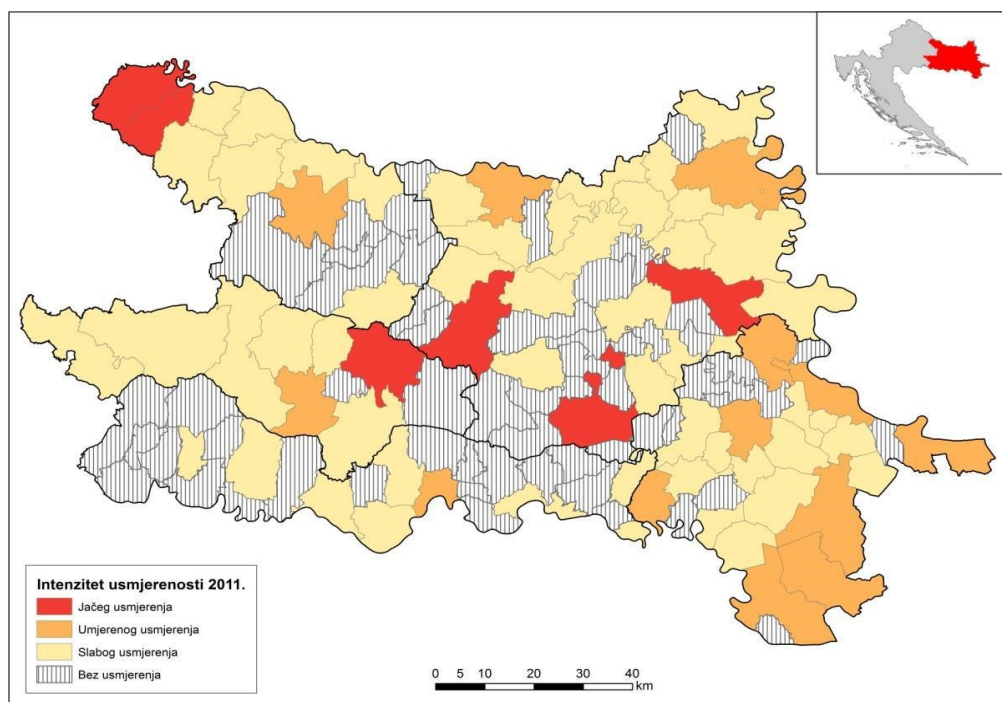 Intenzitet usmjerenosti 2011.
Jačeg usmjerenja
Umjerenog usmjerenja
Slabog usmjerenja
Bez usmjerenja
0 5 10 20 30 40
km